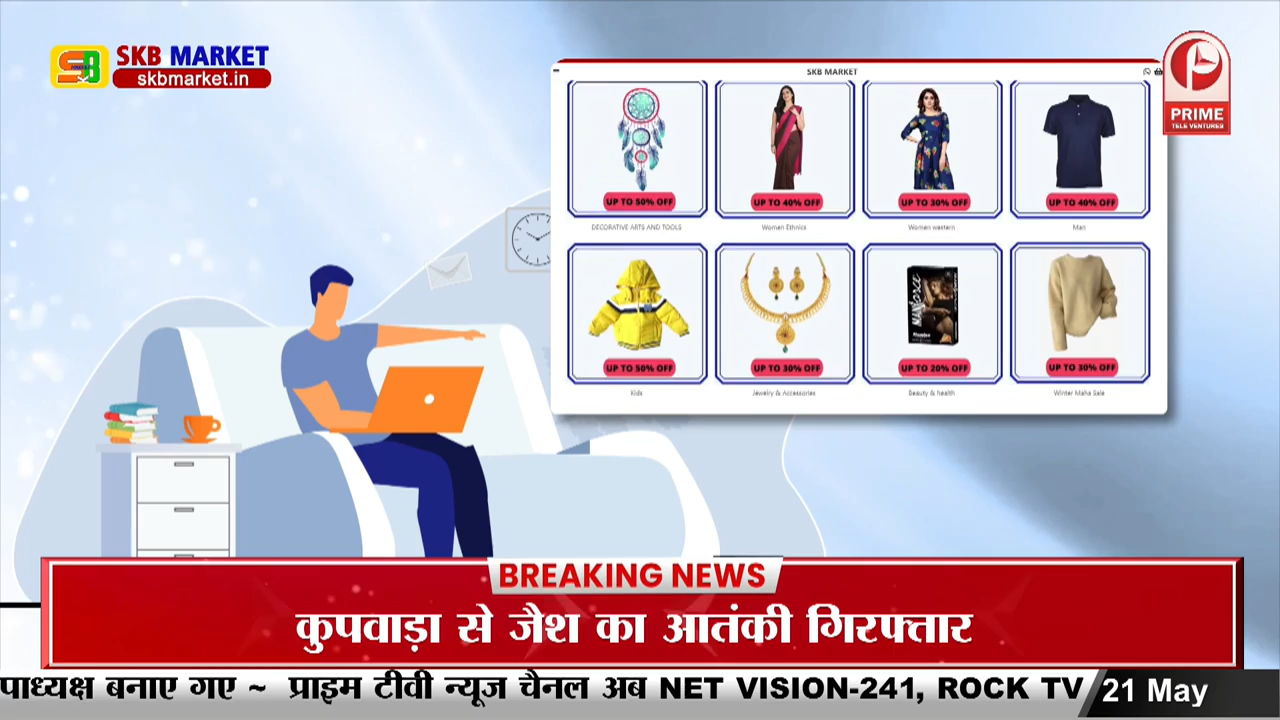 SKB MARKET
skbmarket.in
SKB MARKET
PRIME
TELE VENTURES
UP TO 50% OFF
UP TO 40% OFF
UP TO 30% OFF
UP TO 40% OFF
DECORATIVE ARTS AND TOOLS
Women Ethnics
Women western
Man
UP TO 50% OFF
UP TO 30% OFF
UP TO 20% OFF
UP TO 30% OFF
Kids
Jewelry & Accessories
Beauty & health
Winter Maha Sale
BREAKING NEWS
कुपवाड़ा से जैश का आतंकी गिरफ्तार
पाध्यक्ष बनाए गए ~ प्राइम टीवी न्यूज चैनल अब NET VISION-241, ROCK TV
21 May